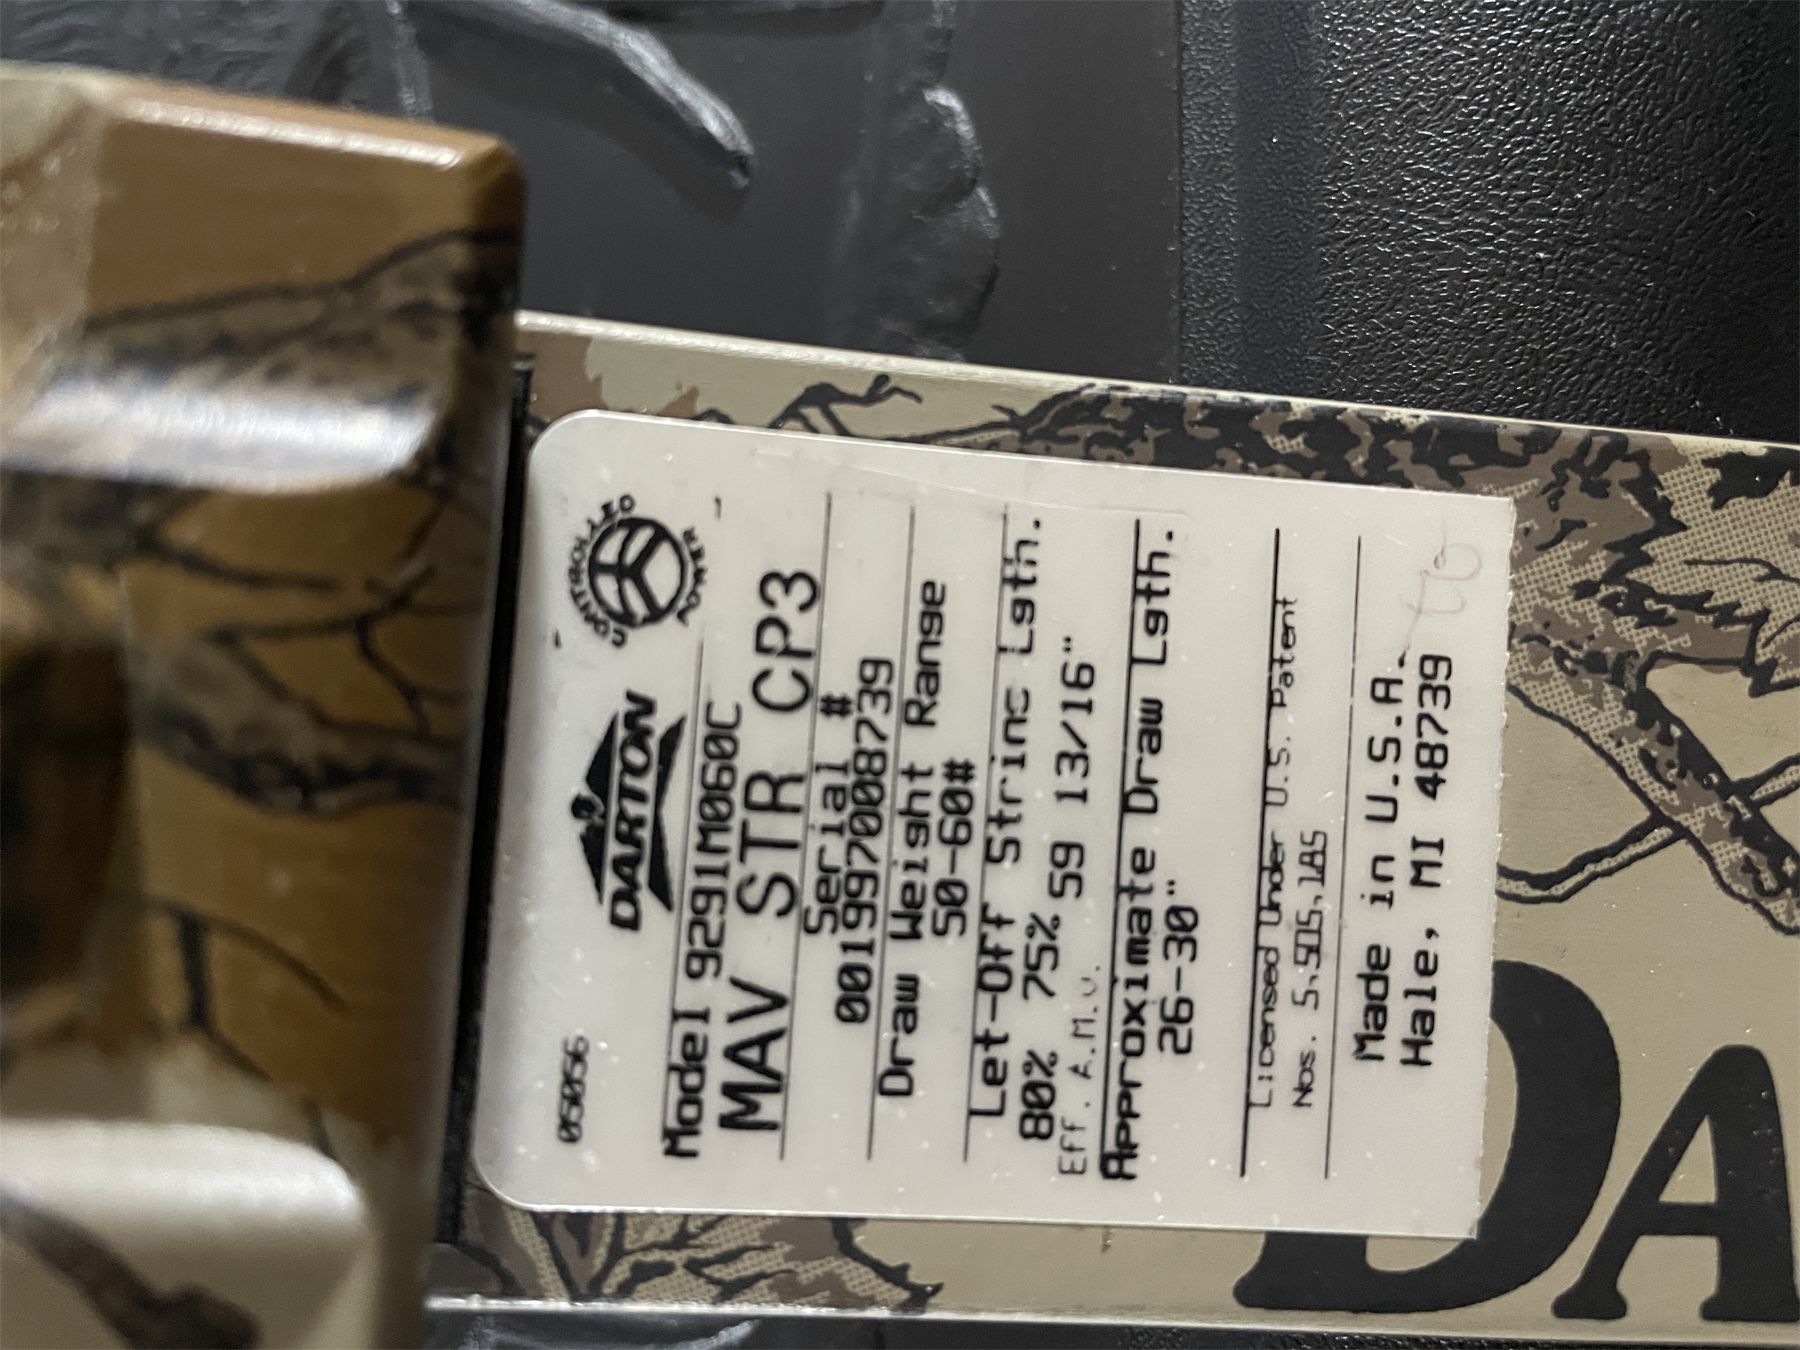 050056
DARTON
CONTROLLED POWER
Model 9291M060C
MAV STR CP3
Serial #
00199970008739
Draw Weight Range
50-60#
Let-Off String Lgth.
80% 75% 59 13/16"
Eff. A.M.O.
Approximate Draw Lgth.
26-30"
Licensed Under U.S. Patent
Nos. 5,505,185
Made in U.S.A.
Hale, MI 48739
DA